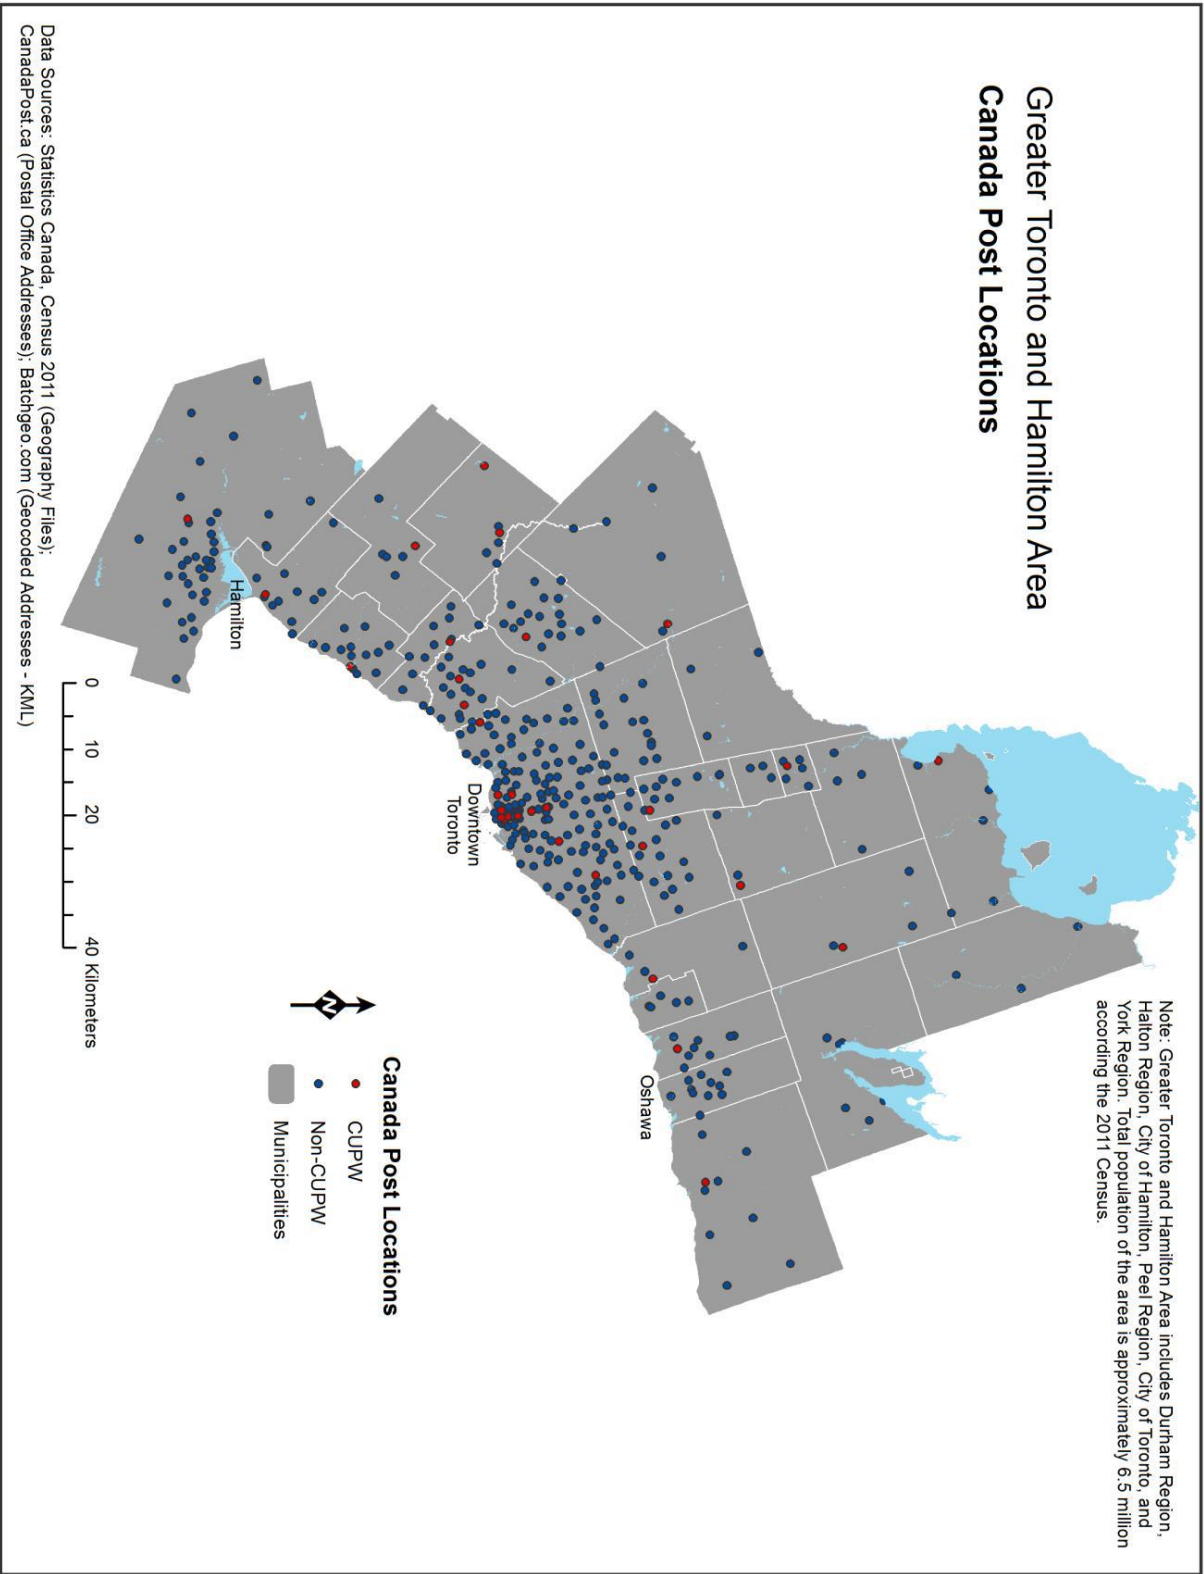 Greater Toronto and Hamilton Area
Canada Post Locations
Note: Greater Toronto and Hamilton Area includes Durham Region,
Halton Region, City of Hamilton, Peel Region, City of Toronto, and
York Region. Total population of the area is approximately 6.5 million
according the 2011 Census.
Oshawa
Downtown
Toronto
Hamilton
Canada Post Locations
CUPW
Non-CUPW
Municipalities
N
0 10 20 40 Kilometers
Data Sources: Statistics Canada, Census 2011 (Geography Files);
CanadaPost.ca (Postal Office Addresses); Batchgeo.com (Geocoded Addresses - KML)